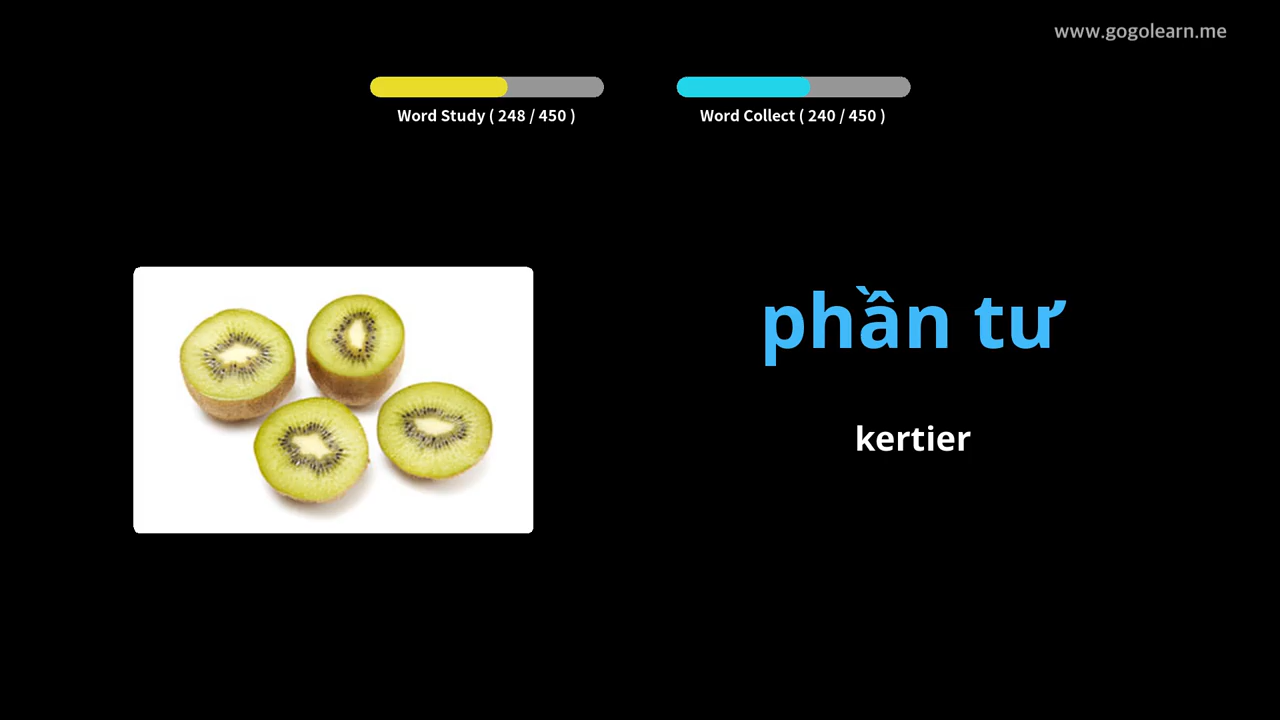 www.gogolearn.me
Word Study ( 248 / 450 )
Word Collect ( 240 / 450 )
phần tư
kertier